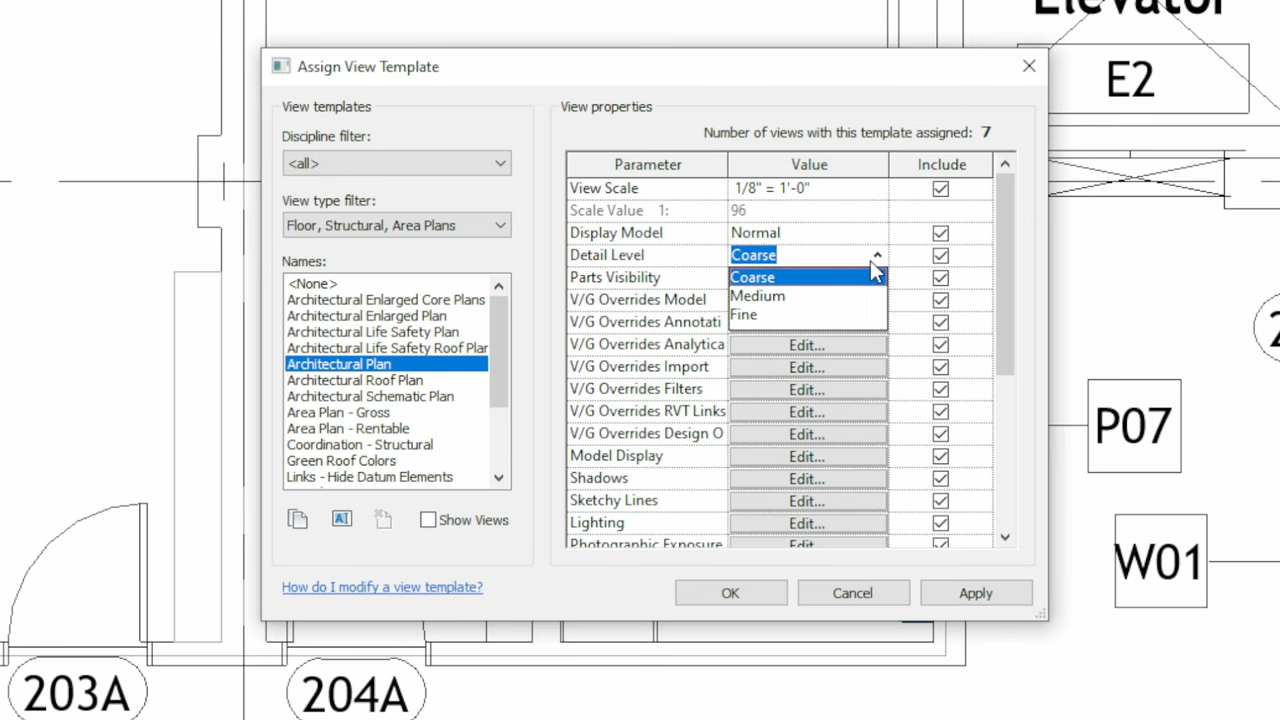 Elevator
E2
Assign View Template
View templates
Discipline filter:
<all>
View type filter:
Floor, Structural, Area Plans
Names:
<None>
Architectural Enlarged Core Plans
Architectural Enlarged Plan
Architectural Life Safety Plan
Architectural Life Safety Roof Plar
Architectural Plan
Architectural Roof Plan
Architectural Schematic Plan
Area Plan - Gross
Area Plan - Rentable
Coordination - Structural
Green Roof Colors
Links - Hide Datum Elements
Show Views
How do I modify a view template?
View properties
Number of views with this template assigned: 7
Parameter Value Include
View Scale 1/8" = 1'-0"
Scale Value 1: 96
Display Model Normal
Detail Level Coarse
Parts Visibility Coarse
Medium
Fine
V/G Overrides Model
V/G Overrides Annotati
V/G Overrides Analytica Edit...
V/G Overrides Import Edit...
V/G Overrides Filters Edit...
V/G Overrides RVT Links Edit...
V/G Overrides Design O Edit...
Model Display Edit...
Shadows Edit...
Sketchy Lines Edit...
Lighting Edit...
Photographic Exposure Edit...
OK Cancel Apply
P07
W01
2
203A
204A